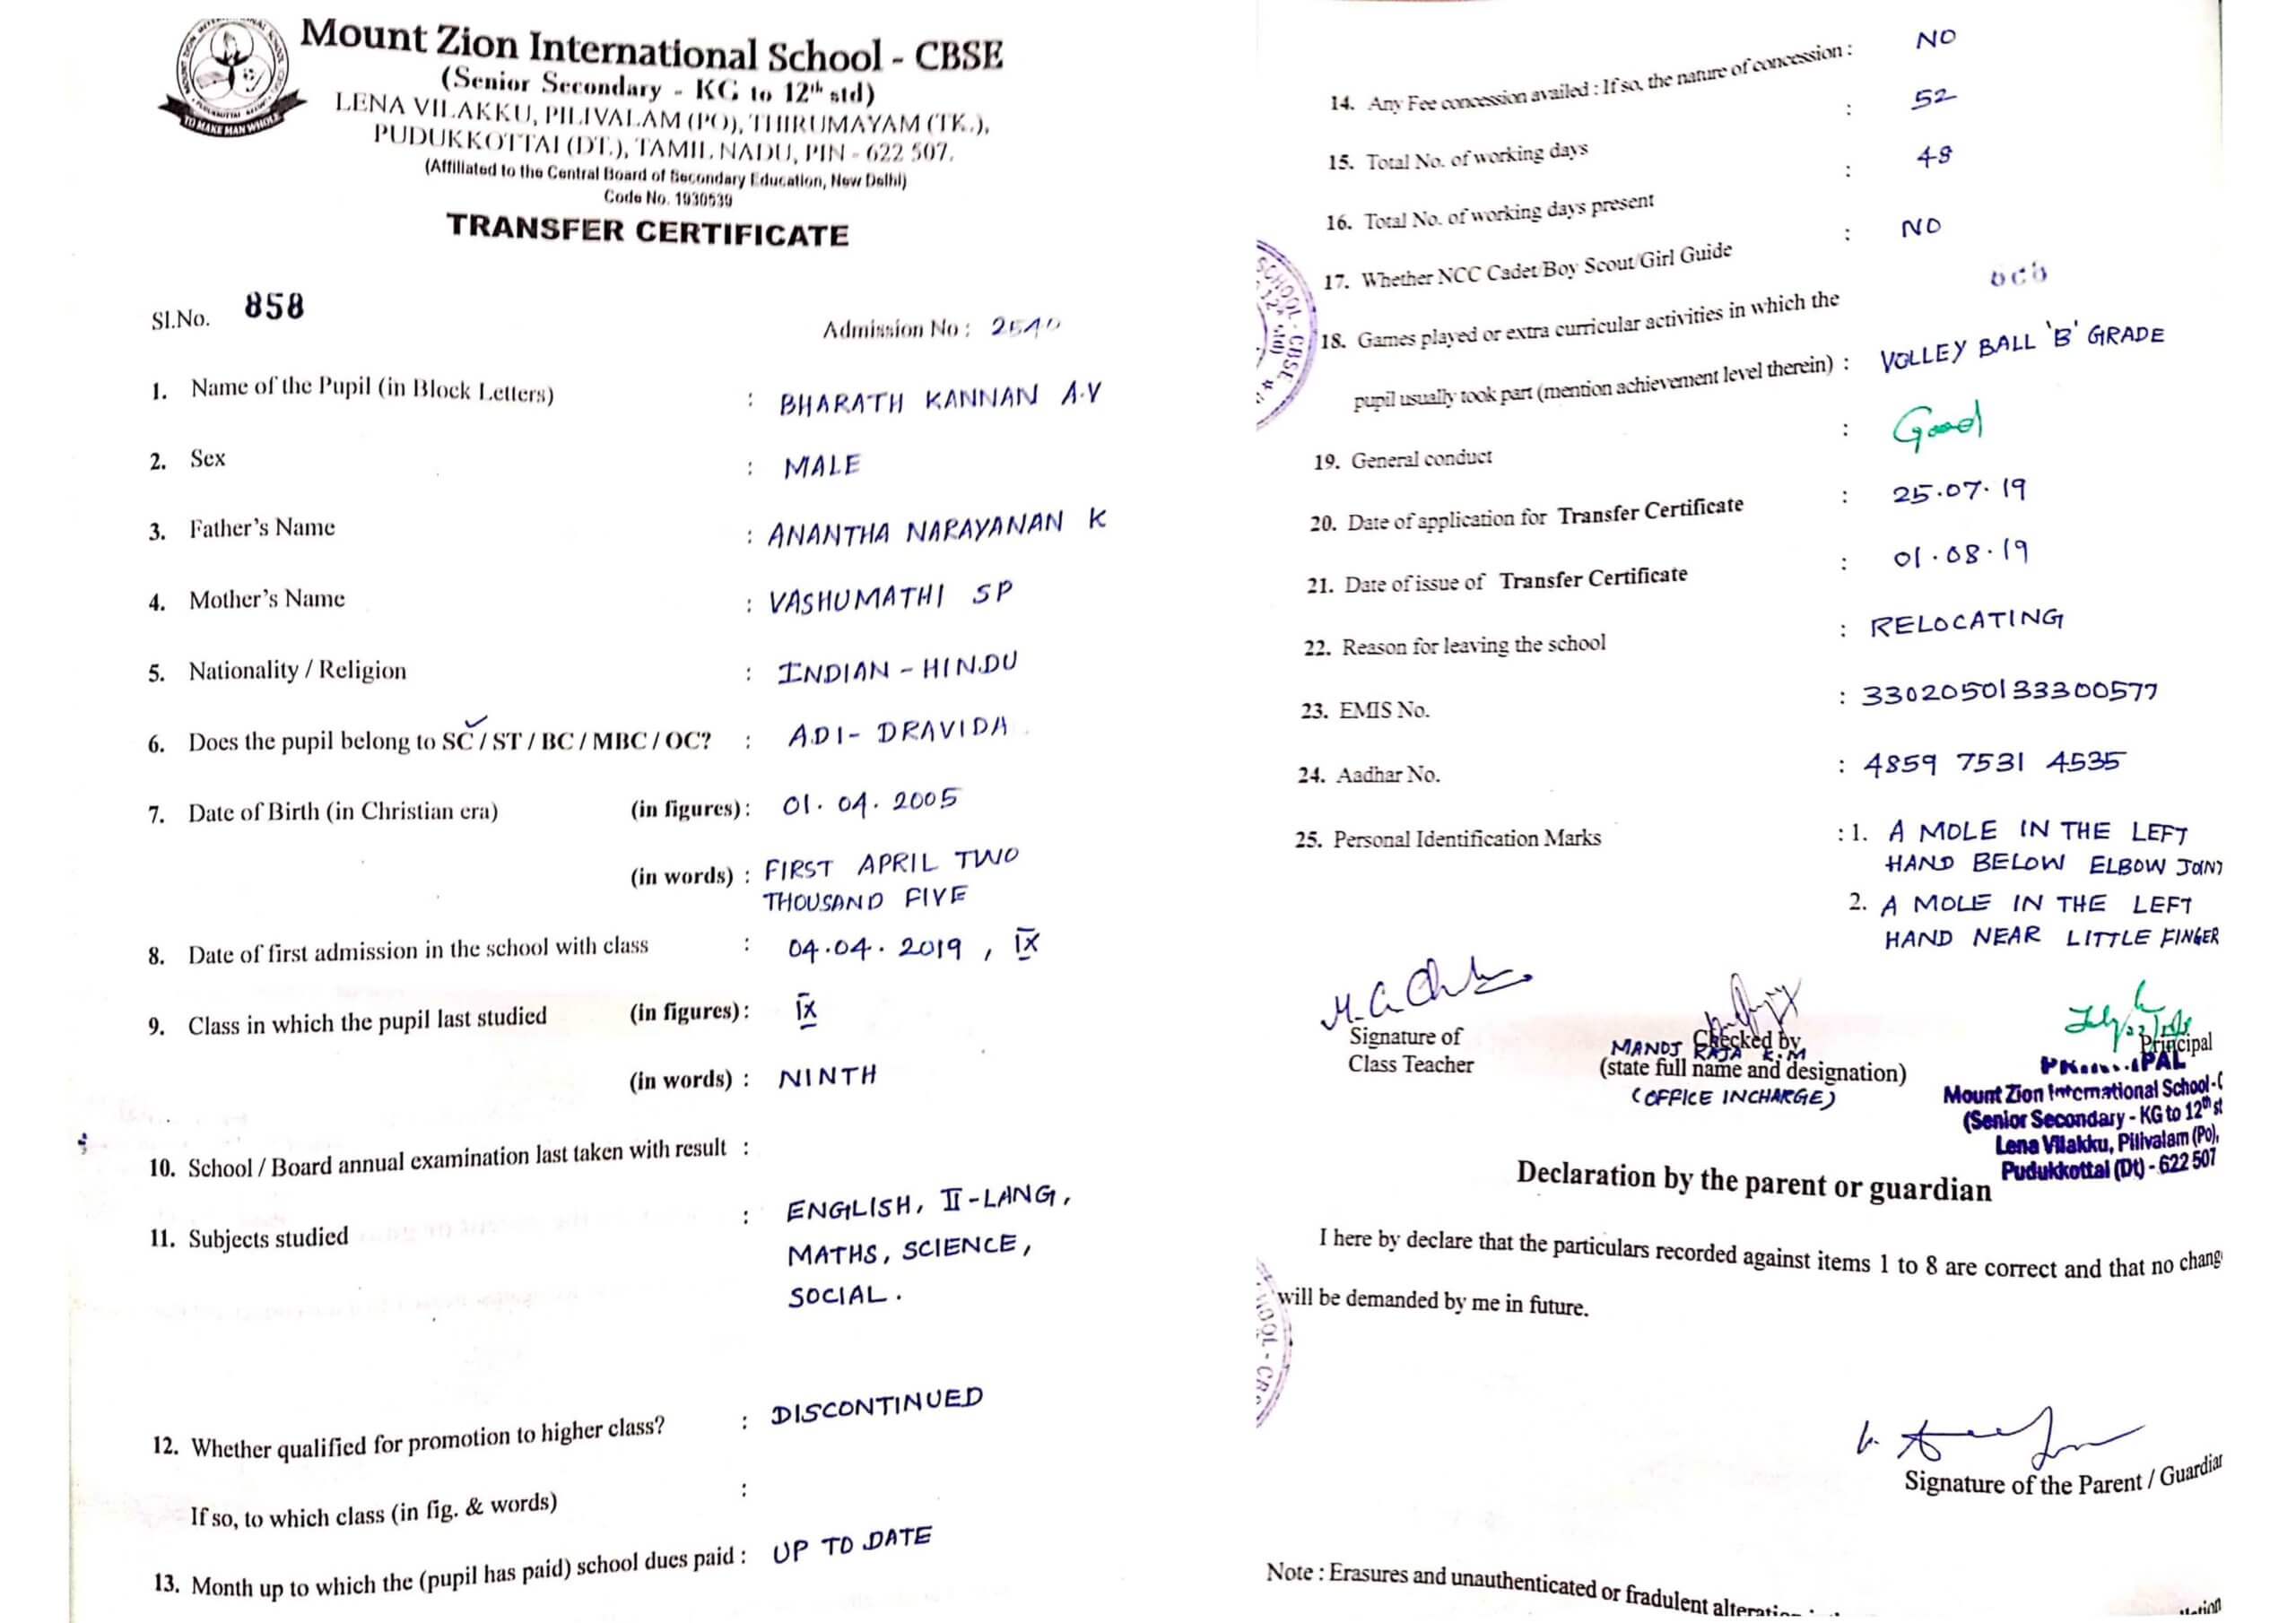 TO MAKE MAN WHOLE
Mount Zion International School - CBSE
(Senior Secondary - KG to 12th std)
LENA VILAKKU, PILIVALAM (PO), THIRUMAYAM (TK.),
PUDUKKOTTAI (DT.), TAMIL NADU, PIN - 622 507.
(Affiliated to the Central Board of Secondary Education, New Delhi)
Code No. 1930539
TRANSFER CERTIFICATE
Sl.No. 858
Admission No :
1. Name of the Pupil (in Block Letters) : BHARATH KANNAN A.V
2. Sex : MALE
3. Father's Name : ANANTHA NARAYANAN K
4. Mother's Name : VASHUMATHI SP
5. Nationality / Religion : INDIAN - HINDU
6. Does the pupil belong to SC / ST / BC / MBC / OC? : ADI- DRAVIDA
7. Date of Birth (in Christian era) (in figures) : 01. 04. 2005
(in words) : FIRST APRIL TWO
THOUSAND FIVE
8. Date of first admission in the school with class : 04.04. 2019 , IX
9. Class in which the pupil last studied (in figures) : IX
(in words) : NINTH
10. School / Board annual examination last taken with result :
11. Subjects studied : ENGLISH, II-LANG,
MATHS, SCIENCE,
SOCIAL.
12. Whether qualified for promotion to higher class? : DISCONTINUED
If so, to which class (in fig. & words) :
13. Month up to which the (pupil has paid) school dues paid : UP TO DATE
14. Any Fee concession availed : If so, the nature of concession : NO
15. Total No. of working days : 52
16. Total No. of working days present : 48
17. Whether NCC Cadet/Boy Scout/Girl Guide : NO
18. Games played or extra curricular activities in which the
pupil usually took part (mention achievement level therein) : VOLLEY BALL 'B' GRADE
19. General conduct : Good
20. Date of application for Transfer Certificate : 25.07.19
21. Date of issue of Transfer Certificate : 01.08.19
22. Reason for leaving the school : RELOCATING
23. EMIS No. : 3302050133300577
24. Aadhar No. : 4859 7531 4535
25. Personal Identification Marks : 1. A MOLE IN THE LEFT
HAND BELOW ELBOW JOINT
2. A MOLE IN THE LEFT
HAND NEAR LITTLE FINGER
Signature of
Class Teacher
Checked by
MANOJ RAJA K.M
(state full name and designation)
(OFFICE INCHARGE)
Principal
Mount Zion International School-
(Senior Secondary - KG to 12th st
Lena Vilakku, Pilivalam (Po),
Pudukkottai (Dt) - 622 507
SCHOOL - CBSE
Declaration by the parent or guardian
I here by declare that the particulars recorded against items 1 to 8 are correct and that no chang
will be demanded by me in future.
Signature of the Parent / Guardian
Note : Erasures and unauthenticated or fradulent